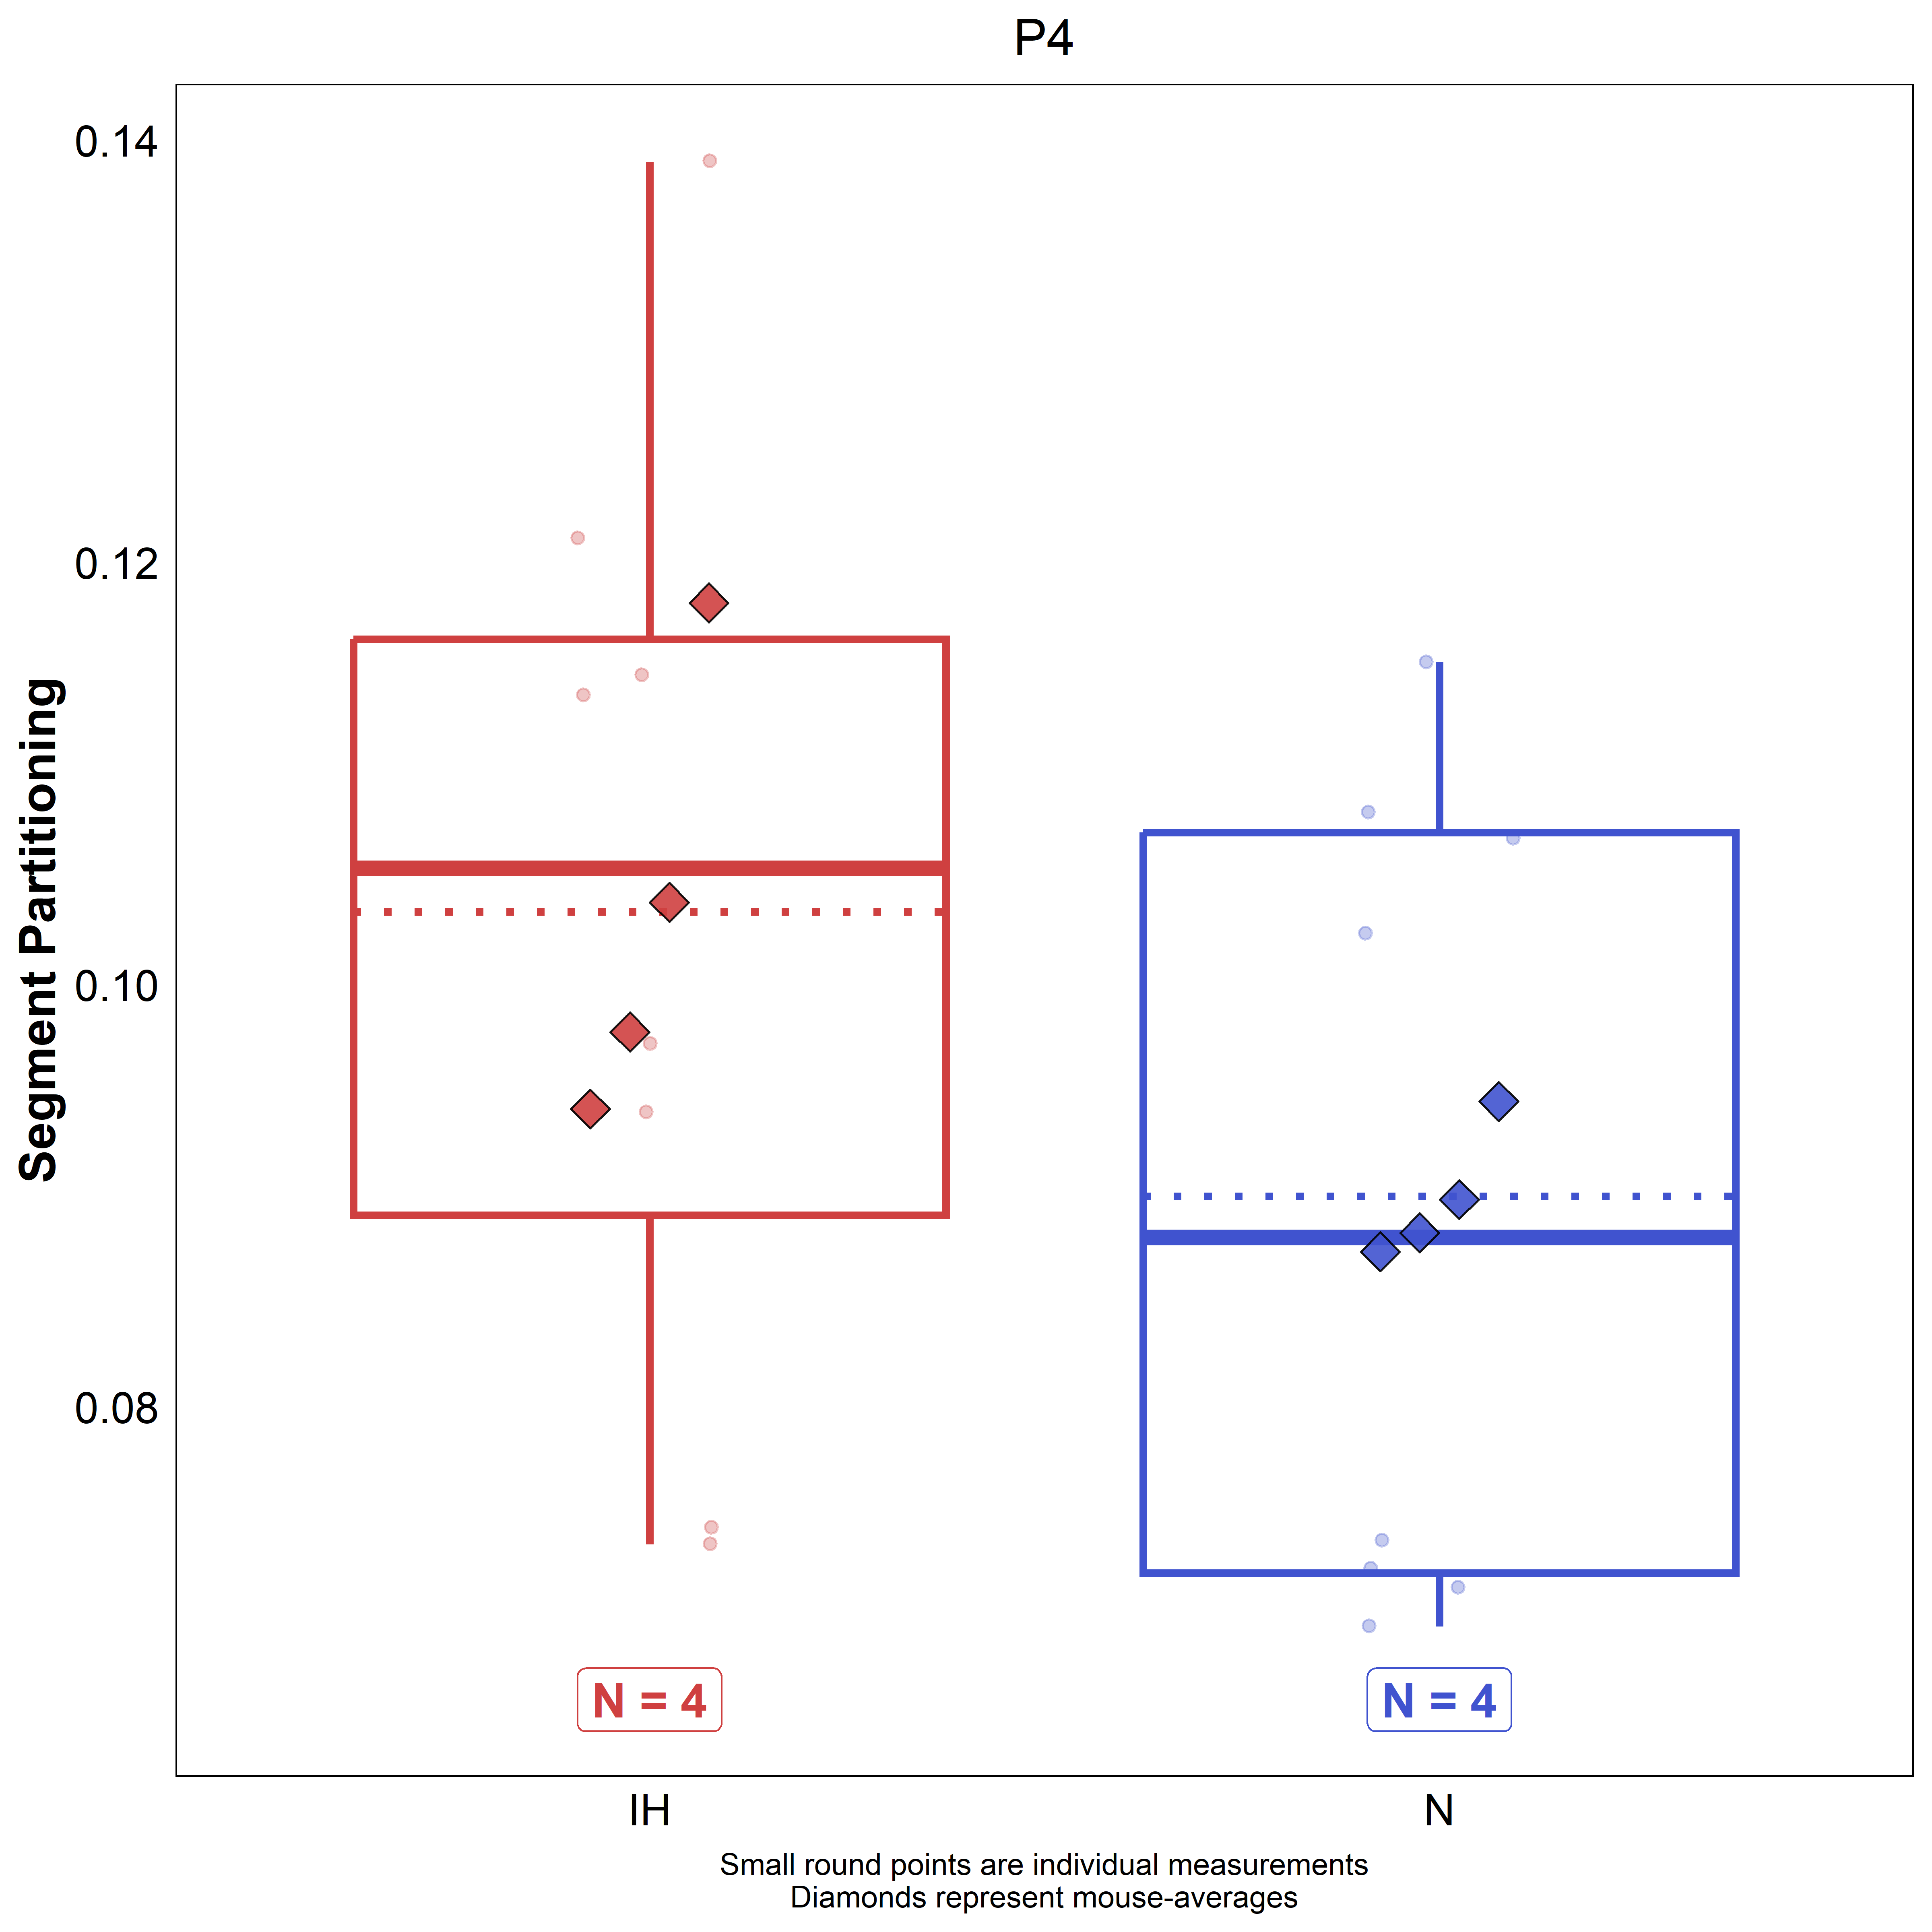 P4
0.14
0.12
0.10
0.08
Segment Partitioning
N = 4
N = 4
IH
N
Small round points are individual measurements
Diamonds represent mouse-averages